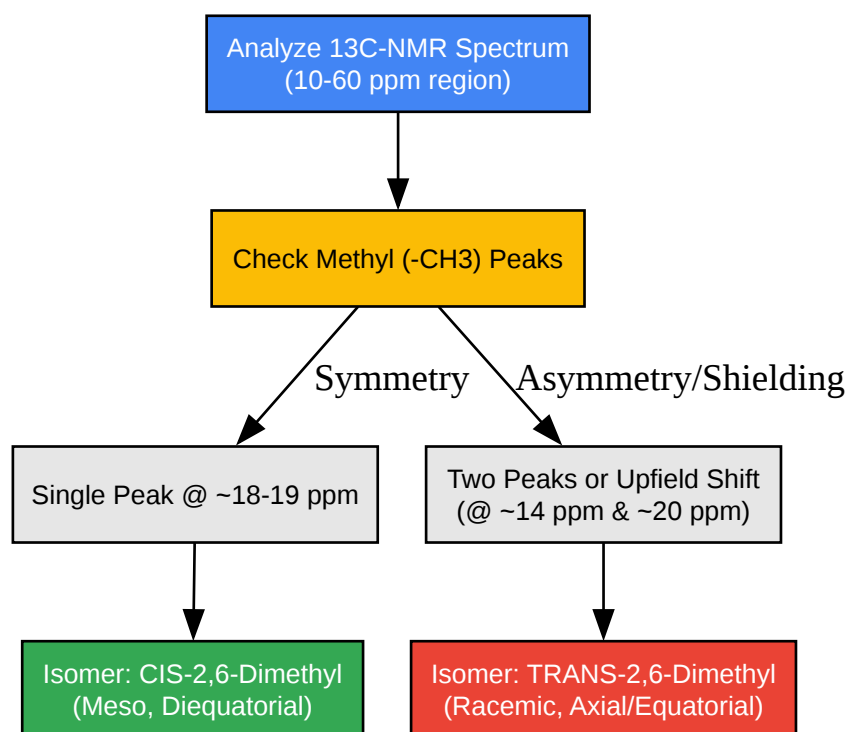 Analyze 13C-NMR Spectrum
(10-60 ppm region)
Check Methyl (-CH3) Peaks
Symmetry
Asymmetry/Shielding
Single Peak @ ~18-19 ppm
Two Peaks or Upfield Shift
(@ ~14 ppm & ~20 ppm)
Isomer: CIS-2,6-Dimethyl
(Meso, Diequatorial)
Isomer: TRANS-2,6-Dimethyl
(Racemic, Axial/Equatorial)